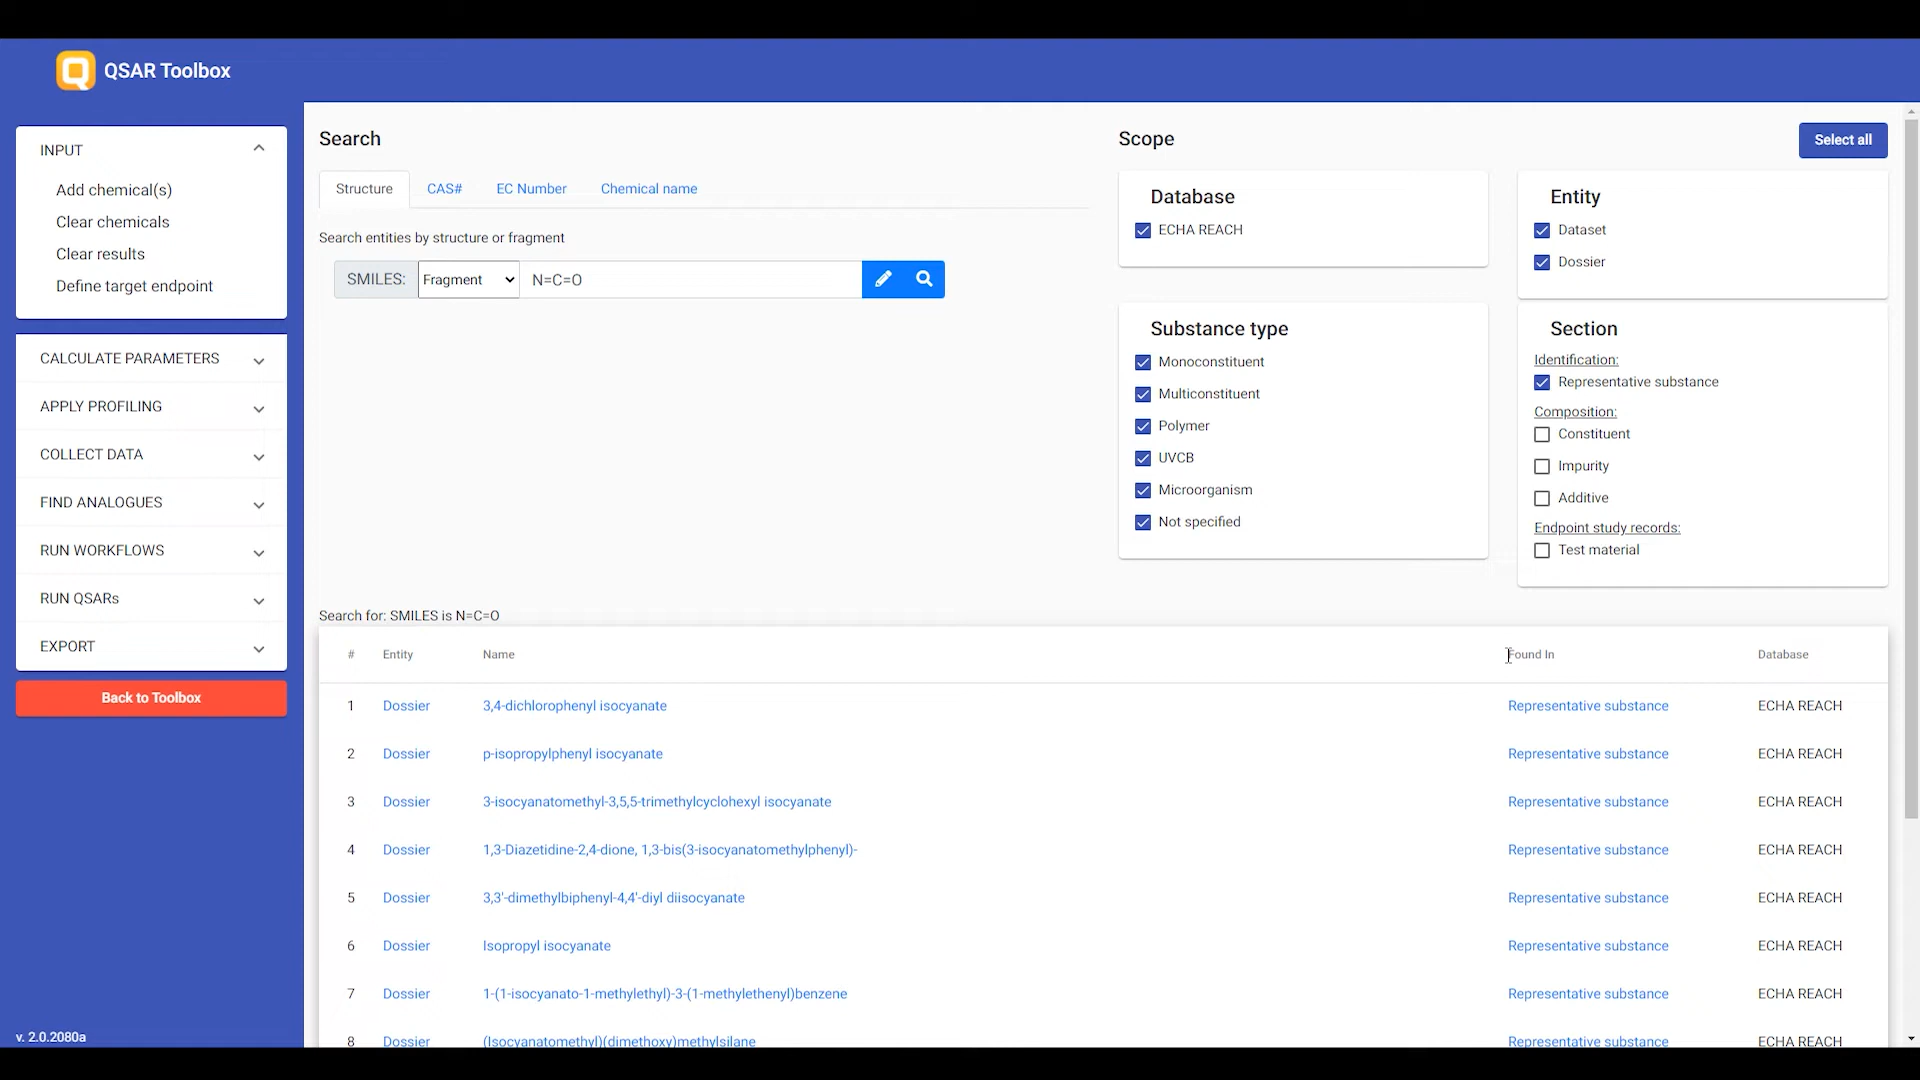 QSAR Toolbox
INPUT
Add chemical(s)
Clear chemicals
Clear results
Define target endpoint
CALCULATE PARAMETERS
APPLY PROFILING
COLLECT DATA
FIND ANALOGUES
RUN WORKFLOWS
RUN QSARs
EXPORT
Back to Toolbox
v. 2.0.2080a
Search
Structure CAS# EC Number Chemical name
Search entities by structure or fragment
SMILES: Fragment N=C=O
Scope
Select all
Database
ECHA REACH
Entity
Dataset
Dossier
Substance type
Monoconstituent
Multiconstituent
Polymer
UVCB
Microorganism
Not specified
Section
Identification:
Representative substance
Composition:
Constituent
Impurity
Additive
Endpoint study records:
Test material
Search for: SMILES is N=C=O
# Entity Name Found In Database
1 Dossier 3,4-dichlorophenyl isocyanate Representative substance ECHA REACH
2 Dossier p-isopropylphenyl isocyanate Representative substance ECHA REACH
3 Dossier 3-isocyanatomethyl-3,5,5-trimethylcyclohexyl isocyanate Representative substance ECHA REACH
4 Dossier 1,3-Diazetidine-2,4-dione, 1,3-bis(3-isocyanatomethylphenyl)- Representative substance ECHA REACH
5 Dossier 3,3'-dimethylbiphenyl-4,4'-diyl diisocyanate Representative substance ECHA REACH
6 Dossier Isopropyl isocyanate Representative substance ECHA REACH
7 Dossier 1-(1-isocyanato-1-methylethyl)-3-(1-methylethenyl)benzene Representative substance ECHA REACH
8 Dossier (Isocyanatomethyl)(dimethoxy)methylsilane Representative substance ECHA REACH